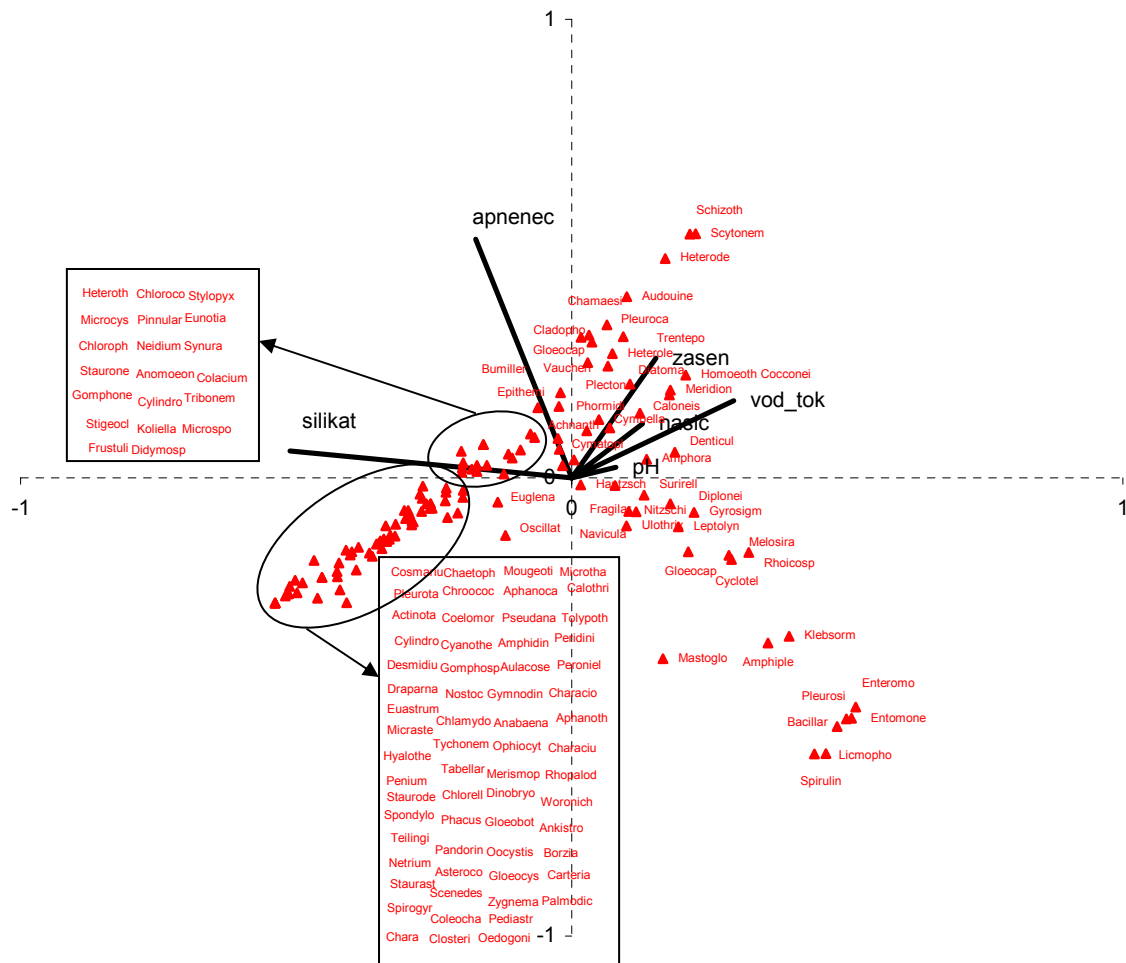 1
Schizoth
Scytonem
apnenec
Heterode
Heteroth Chloroco Stylopyx
Microcys Pinnular Eunotia
Chloroph Neidium Synura
Staurone Anomoeon Colacium
Gomphone Cylindro Tribonem
Stigeocl Koliella Microspo
Frustuli Didymosp
Chamaesi Audouine
Pleuroca
Cladopho Trentepo
Gloeocap Heterole zasen
Bumiller Vaucheri Diatoma Homoeoth Cocconei
Plecton Meridion
Epithemi Phormidi Caloneis vod_tok
silikat Achnanth Cymbella nasic
Cymatopl Denticul
Amphora
pH
-1 0 0 1
Hantzsch Surirell
Euglena Diplonei
Fragila Nitzschi Gyrosigm
Oscillat Navicula Ulothrix Leptolyn
Melosira
Gloeocap Rhoicosp
Cyclotel
Cosmariu Chaetoph Mougeoti Microtha
Pleurota Chroococ Aphanoca Calothri
Actinota Coelomor Pseudana Tolypoth
Cylindro Cyanothe Amphidin Peridini
Desmidiu Gomphosp Aulacose Peroniel
Draparna Nostoc Gymnodin Characio
Euastrum Chlamydo Anabaena Aphanoth
Micraste Tychonem Ophiocyt Characiu
Hyalothe Tabellar Merismop Rhopalod
Penium
Staurode Chlorell Dinobryo Woronich
Spondylo Phacus Gloeobot Ankistro
Teilingi Pandorin Oocystis Borzia
Netrium Asteroco Gloeocys Carteria
Staurast Scenedes Zygnema Palmodic
Spirogyr Coleocha Pediastr
Chara Closteri Oedogoni
Klebsorm
Mastoglo Amphiple
Enteromo
Pleurosi
Bacillar Entomone
Licmopho
Spirulin
-1